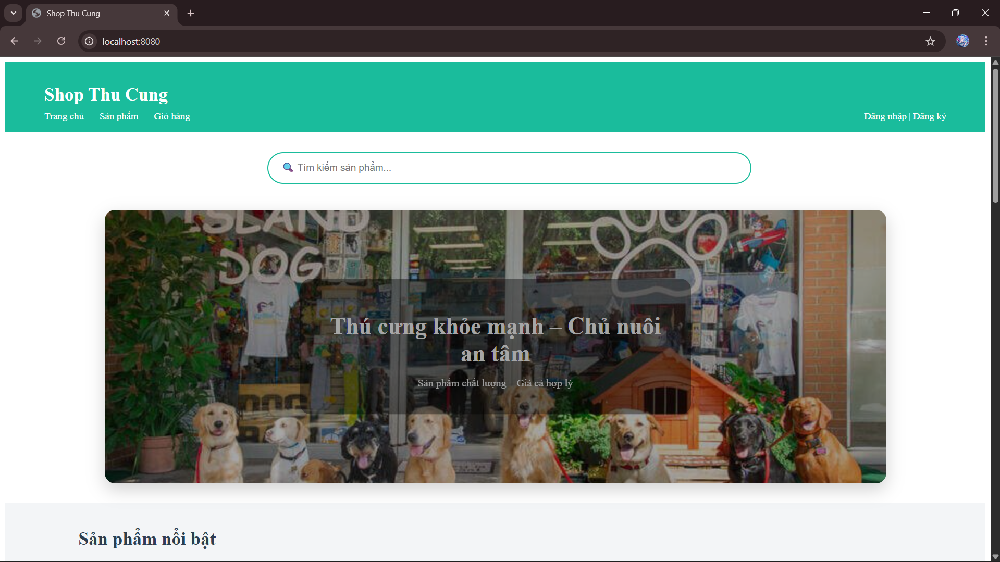 Shop Thu Cung
localhost:8080
Shop Thu Cung
Trang chủ Sản phẩm Giỏ hàng Đăng nhập | Đăng ký
Tìm kiếm sản phẩm...
ISLAND
DOG
Thú cưng khỏe mạnh – Chủ nuôi
an tâm
Sản phẩm chất lượng – Giá cả hợp lý
Sản phẩm nổi bật